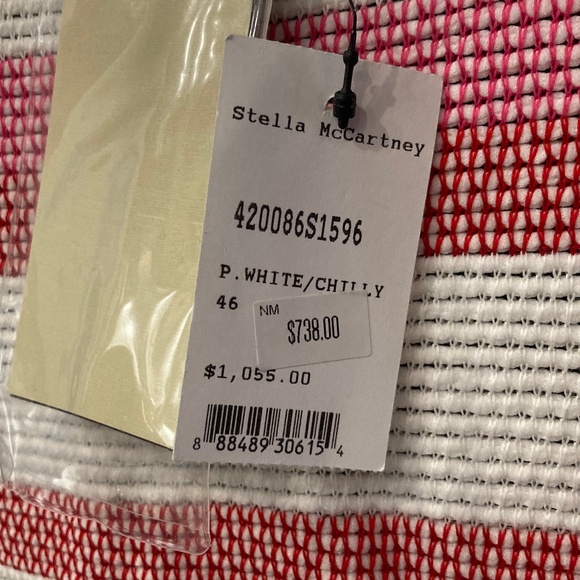 Stella McCartney
420086S1596
P.WHITE/CHILLY
46
NM
$738.00
$1,055.00
8 88489 30615 4